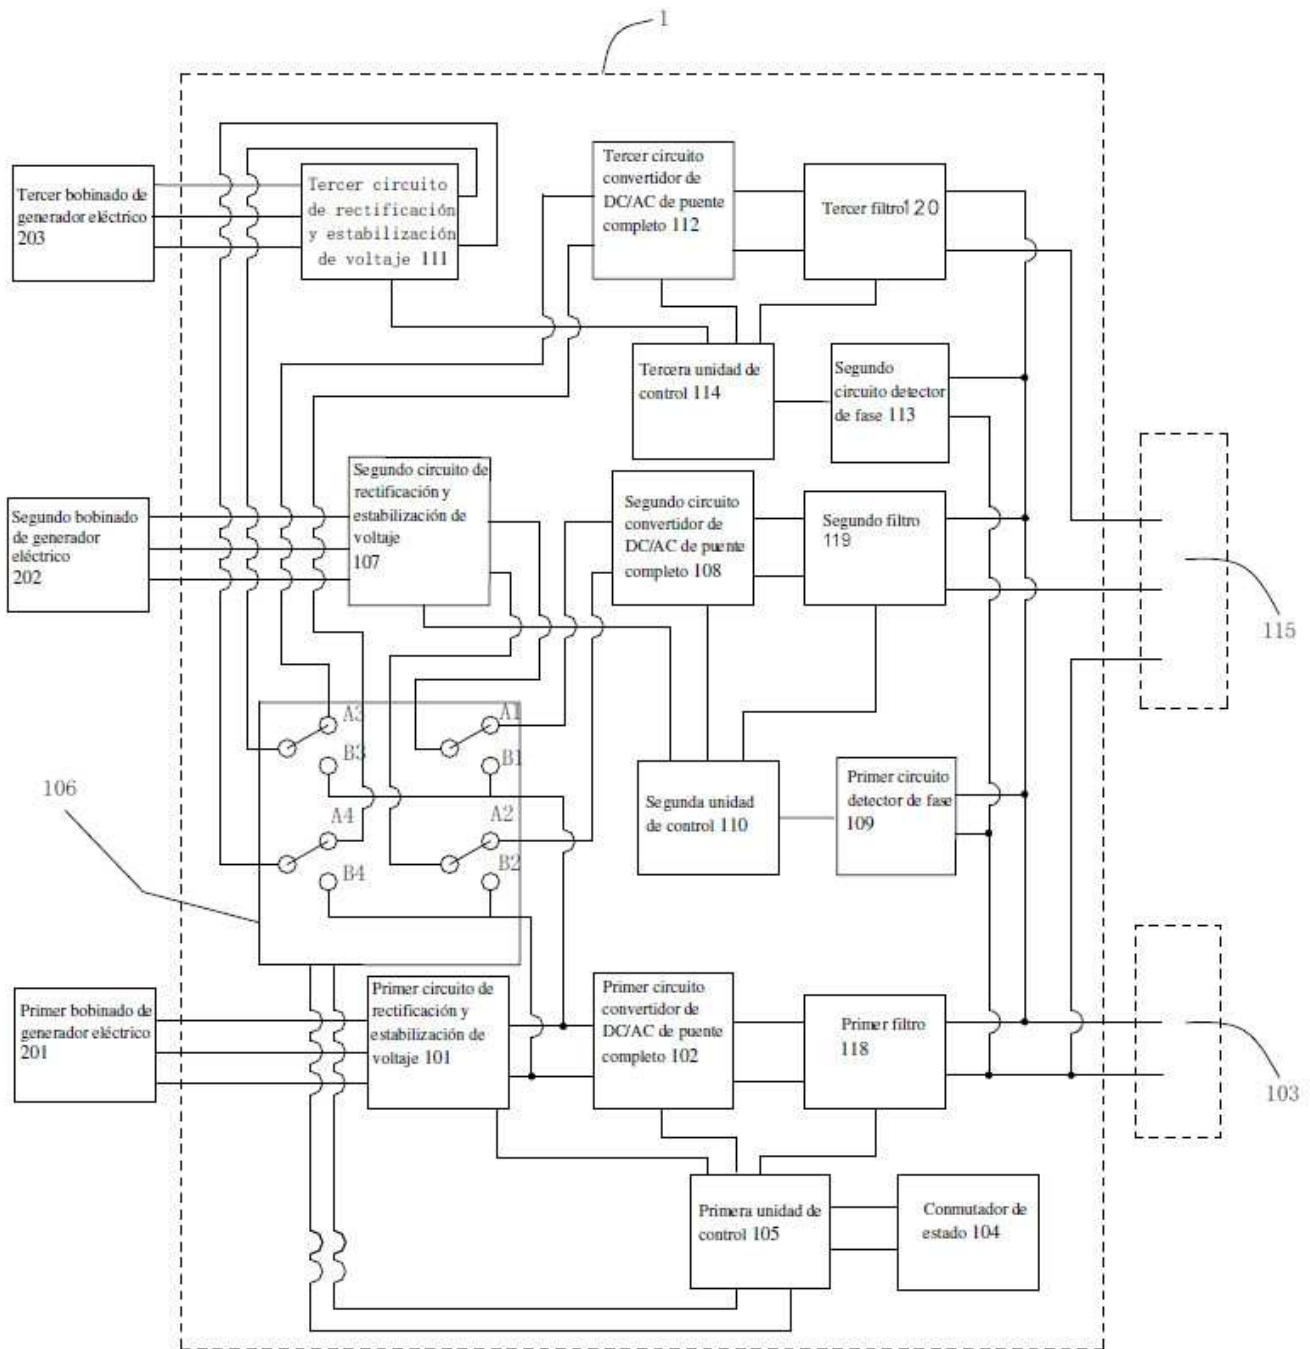 1
Tercer bobinado de
generador eléctrico
203
Tercer circuito
de rectificación
y estabilización
de voltaje 111
Tercer circuito
convertidor de
DC/AC de puente
completo 112
Tercer filtro120
Tercera unidad de
control 114
Segundo
circuito detector
de fase 113
Segundo bobinado
de generador
eléctrico
202
Segundo circuito de
rectificación y
estabilización de
voltaje
107
Segundo circuito
convertidor de
DC/AC de puente
completo 108
Segundo filtro
119
115
A3
B3
A1
B1
A4
B4
A2
B2
106
Segunda unidad
de control 110
Primer circuito
detector de fase
109
Primer bobinado de
generador eléctrico
201
Primer circuito de
rectificación y
estabilización de
voltaje 101
Primer circuito
convertidor de
DC/AC de puente
completo 102
Primer filtro
118
103
Primera unidad de
control 105
Conmutador de
estado 104